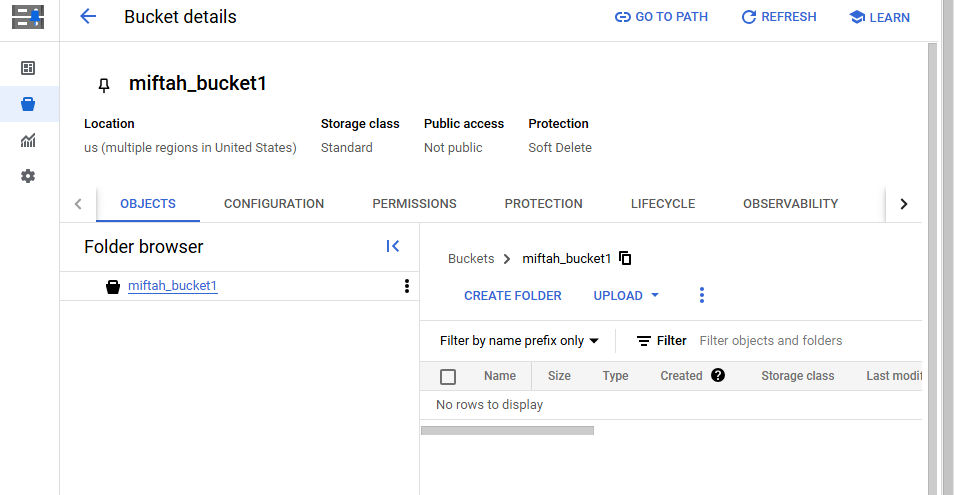 Bucket details
GO TO PATH
REFRESH
LEARN
miftah_bucket1
Location
Storage class
Public access
Protection
us (multiple regions in United States)
Standard
Not public
Soft Delete
OBJECTS
CONFIGURATION
PERMISSIONS
PROTECTION
LIFECYCLE
OBSERVABILITY
Folder browser
miftah_bucket1
Buckets
miftah_bucket1
CREATE FOLDER
UPLOAD
Filter by name prefix only
Filter
Filter objects and folders
Name
Size
Type
Created
?
Storage class
Last modif
No rows to display